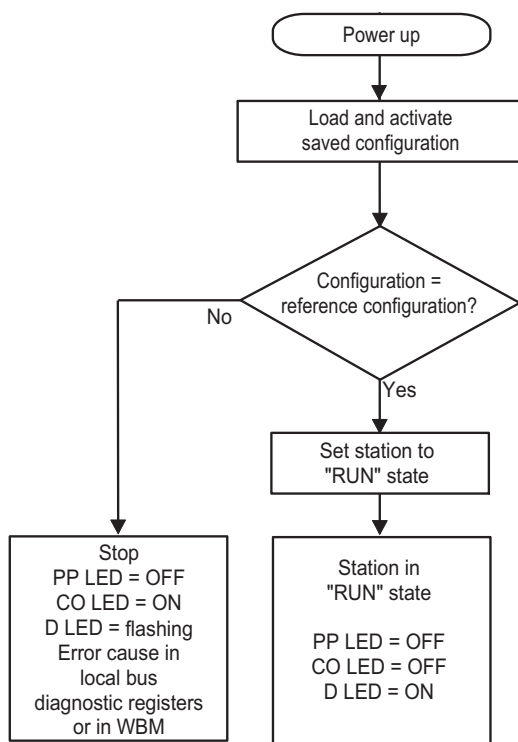 Power up
Load and activate
saved configuration
Configuration =
reference configuration?
No
Yes
Set station to
"RUN" state
Stop
PP LED = OFF
CO LED = ON
D LED = flashing
Error cause in
local bus
diagnostic registers
or in WBM
Station in
"RUN" state
PP LED = OFF
CO LED = OFF
D LED = ON